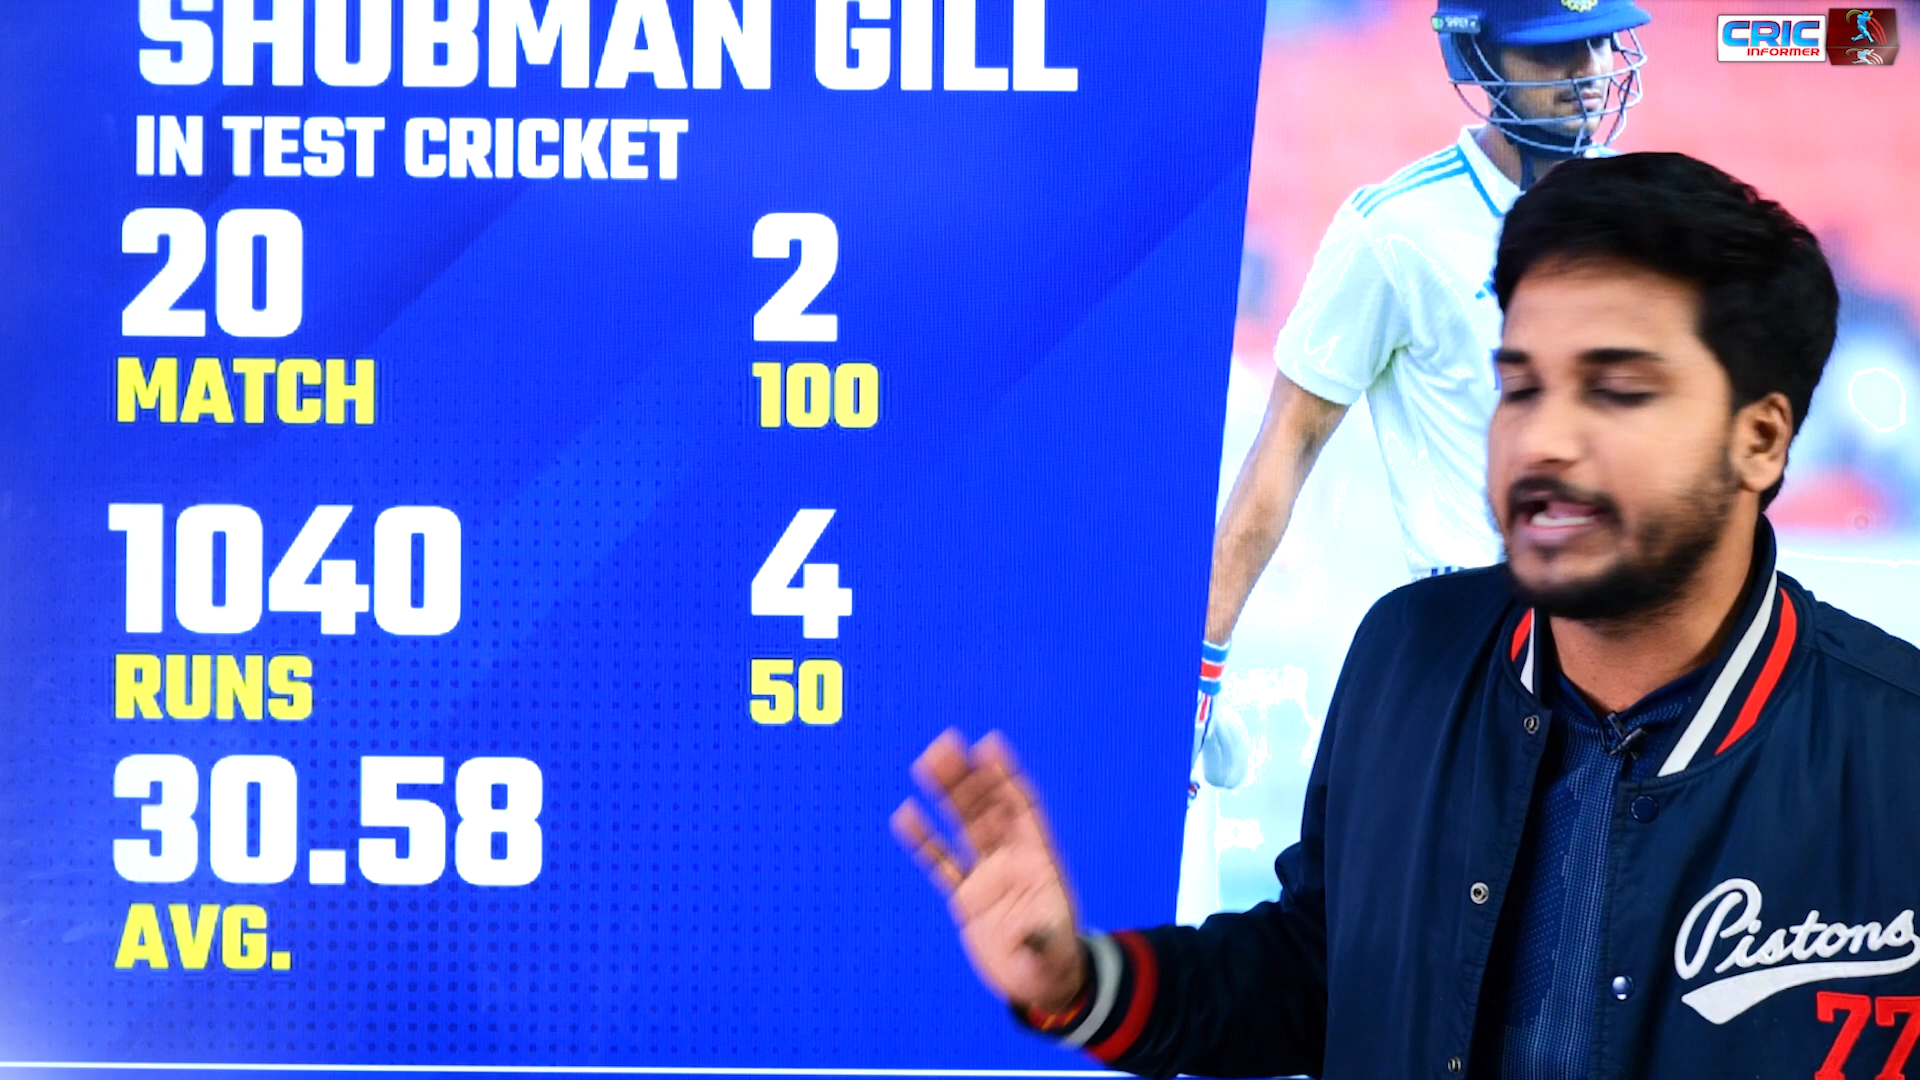 SHUBMAN GILL
IN TEST CRICKET
20
MATCH
2
100
1040
RUNS
4
50
30.58
AVG.
CRIC
INFORMER
SHREY
Pistons
77